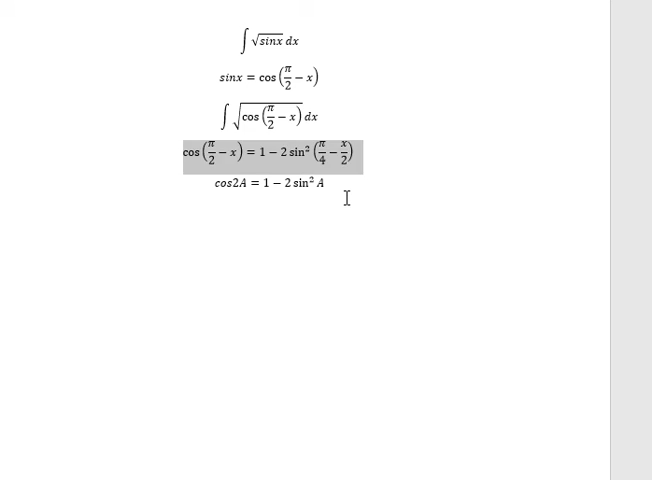 ∫ √sinx dx
sinx = cos(π/2 − x)
∫ √cos(π/2 − x) dx
cos(π/2 − x) = 1 − 2 sin²(π/4 − x/2)
cos2A = 1 − 2 sin² A